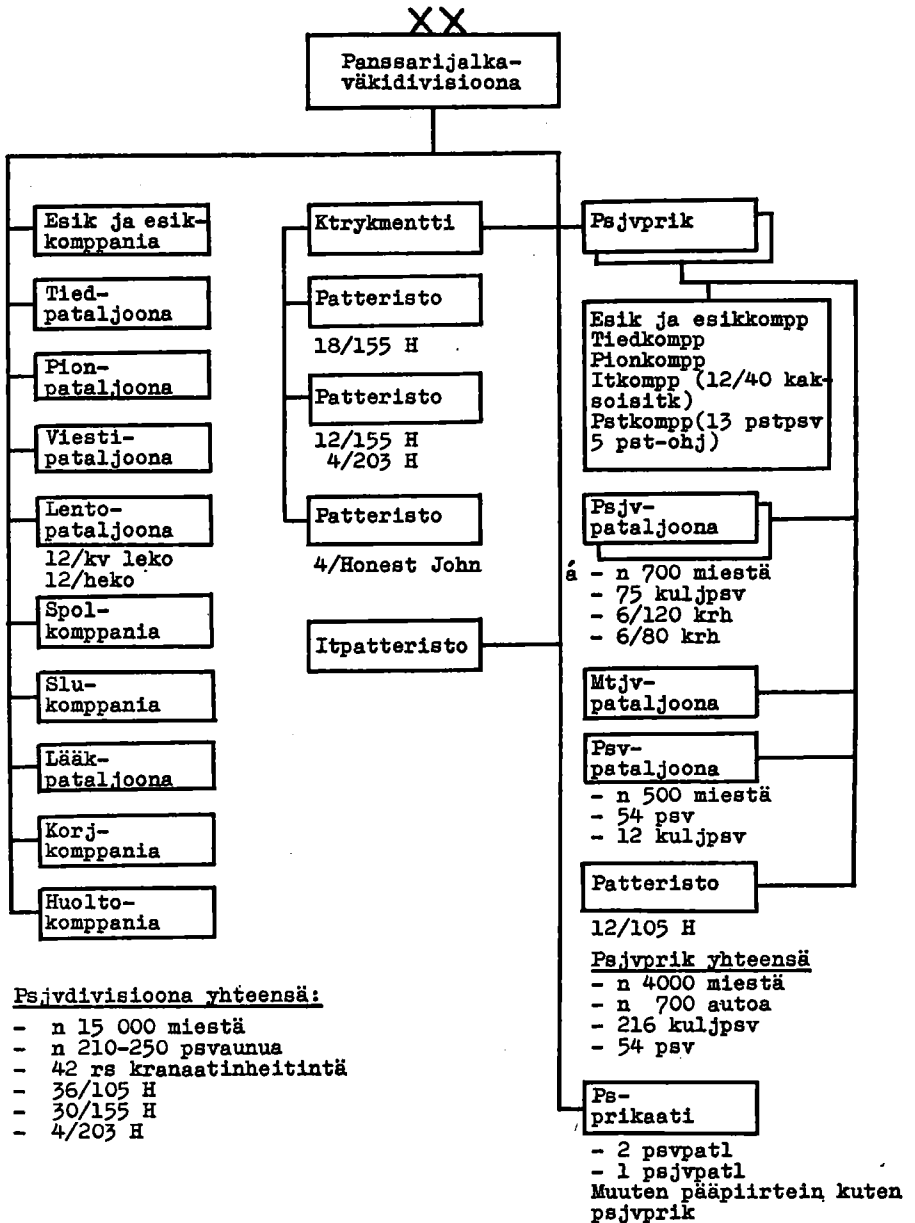 XX
Panssarijalka-
väkidivisioona
Esik ja esik-
komppania
Tied-
pataljoona
Pion-
pataljoona
Viesti-
pataljoona
Lento-
pataljoona
12/kv leko
12/heko
Spol-
komppania
Slu-
komppania
Lääk-
pataljoona
Korj-
komppania
Huolto-
komppania
Psjvdivisioona yhteensä:
- n 15 000 miestä
- n 210-250 psvaunua
- 42 rs kranaatinheitintä
- 36/105 H
- 30/155 H
- 4/203 H
Ktrykmentti
Patteristo
18/155 H
Patteristo
12/155 H
4/203 H
Patteristo
4/Honest John
Itpatteristo
Psjvprik
Esik ja esikkompp
Tiedkompp
Pionkompp
Itkompp (12/40 kak-
soisitk)
Pstkompp(13 pstpsv
5 pst-ohj)
Psjv-
pataljoona
á - n 700 miestä
- 75 kuljpsv
- 6/120 krh
- 6/80 krh
Mtjv-
pataljoona
Psv-
pataljoona
- n 500 miestä
- 54 psv
- 12 kuljpsv
Patteristo
12/105 H
Psjvprik yhteensä
- n 4000 miestä
- n 700 autoa
- 216 kuljpsv
- 54 psv
Ps-
prikaati
- 2 psvpatl
- 1 psjvpatl
Muuten pääpiirtein kuten
psjvprik